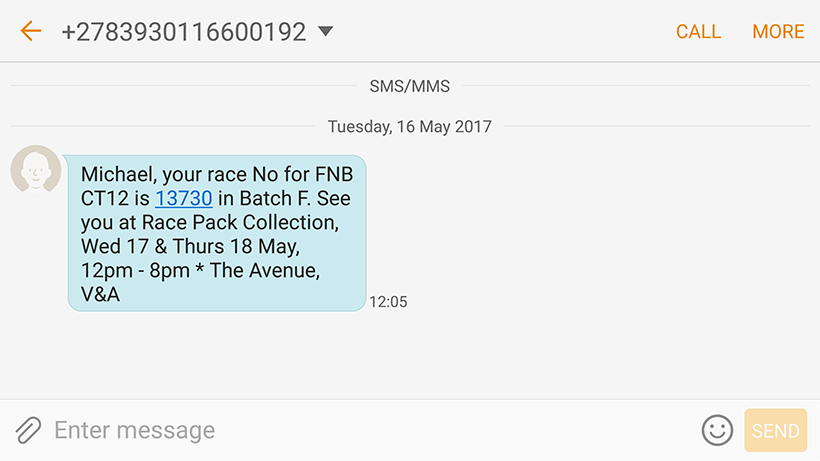 +2783930116600192
CALL
MORE
SMS/MMS
Tuesday, 16 May 2017
Michael, your race No for FNB
CT12 is 13730 in Batch F. See
you at Race Pack Collection,
Wed 17 & Thurs 18 May,
12pm - 8pm * The Avenue,
V&A
12:05
Enter message
SEND